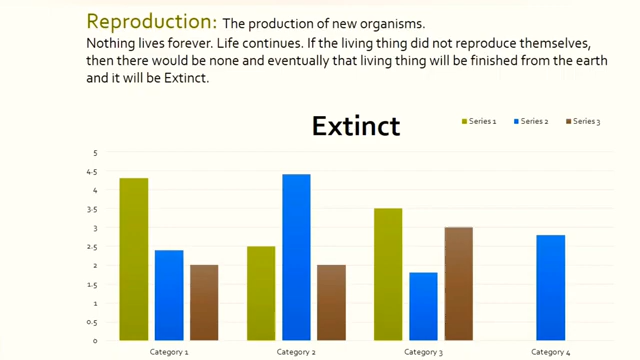 Reproduction: The production of new organisms.
Nothing lives forever. Life continues. If the living thing did not reproduce themselves,
then there would be none and eventually that living thing will be finished from the earth
and it will be Extinct.
Extinct
Series 1 Series 2 Series 3
5
4.5
4
3.5
3
2.5
2
1.5
1
0.5
0
Category 1 Category 2 Category 3 Category 4